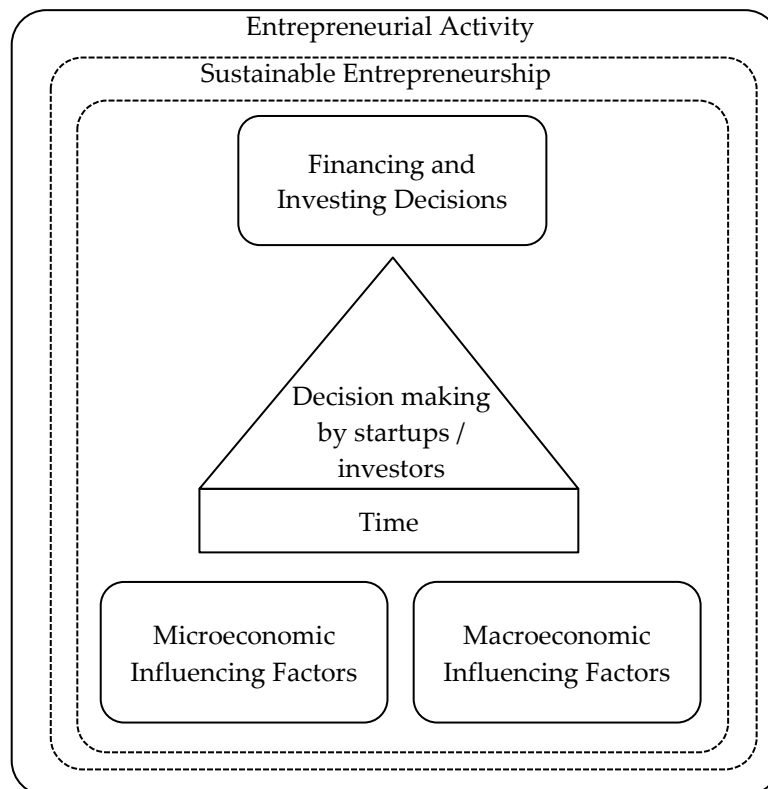 Entrepreneurial Activity
Sustainable Entrepreneurship
Financing and
Investing Decisions
Decision making
by startups /
investors
Time
Microeconomic
Influencing Factors
Macroeconomic
Influencing Factors